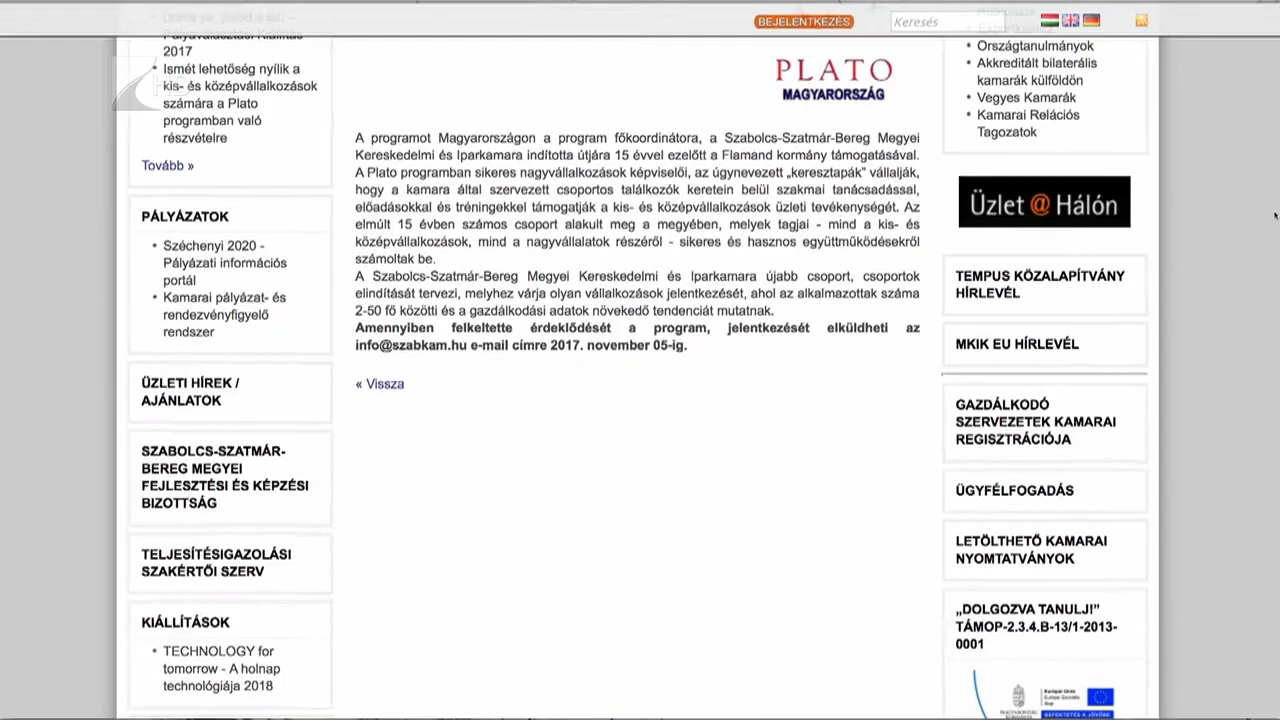 BEJELENTKEZÉS
Keresés
Pályaválasztási Kiállítás
2017
Ismét lehetőség nyílik a
kis- és középvállalkozások
számára a Plato
programban való
részvételre
Tovább »
PÁLYÁZATOK
Széchenyi 2020 -
Pályázati információs
portál
Kamarai pályázat- és
rendezvényfigyelő
rendszer
ÜZLETI HÍREK /
AJÁNLATOK
SZABOLCS-SZATMÁR-
BEREG MEGYEI
FEJLESZTÉSI ÉS KÉPZÉSI
BIZOTTSÁG
TELJESÍTÉSIGAZOLÁSI
SZAKÉRTŐI SZERV
KIÁLLÍTÁSOK
TECHNOLOGY for
tomorrow - A holnap
technológiája 2018
PLATO
MAGYARORSZÁG
A programot Magyarországon a program főkoordinátora, a Szabolcs-Szatmár-Bereg Megyei
Kereskedelmi és Iparkamara indította útjára 15 évvel ezelőtt a Flamand kormány támogatásával.
A Plato programban sikeres nagyvállalkozások képviselői, az úgynevezett „keresztapák” vállalják,
hogy a kamara által szervezett csoportos találkozók keretein belül szakmai tanácsadással,
előadásokkal és tréningekkel támogatják a kis- és középvállalkozások üzleti tevékenységét. Az
elmúlt 15 évben számos csoport alakult meg a megyében, melyek tagjai - mind a kis- és
középvállalkozások, mind a nagyvállalatok részéről - sikeres és hasznos együttműködésekről
számoltak be.
A Szabolcs-Szatmár-Bereg Megyei Kereskedelmi és Iparkamara újabb csoport, csoportok
elindítását tervezi, melyhez várja olyan vállalkozások jelentkezését, ahol az alkalmazottak száma
2-50 fő közötti és a gazdálkodási adatok növekedő tendenciát mutatnak.
Amennyiben felkeltette érdeklődését a program, jelentkezését elküldheti az
info@szabkam.hu e-mail címre 2017. november 05-ig.
« Vissza
Országtanulmányok
Akkreditált bilaterális
kamarák külföldön
Vegyes Kamarák
Kamarai Relációs
Tagozatok
Üzlet @ Hálón
TEMPUS KÖZALAPÍTVÁNY
HÍRLEVÉL
MKIK EU HÍRLEVÉL
GAZDÁLKODÓ
SZERVEZETEK KAMARAI
REGISZTRÁCIÓJA
ÜGYFÉLFOGADÁS
LETÖLTHETŐ KAMARAI
NYOMTATVÁNYOK
„DOLGOZVA TANULJ!”
TÁMOP-2.3.4.B-13/1-2013-
0001